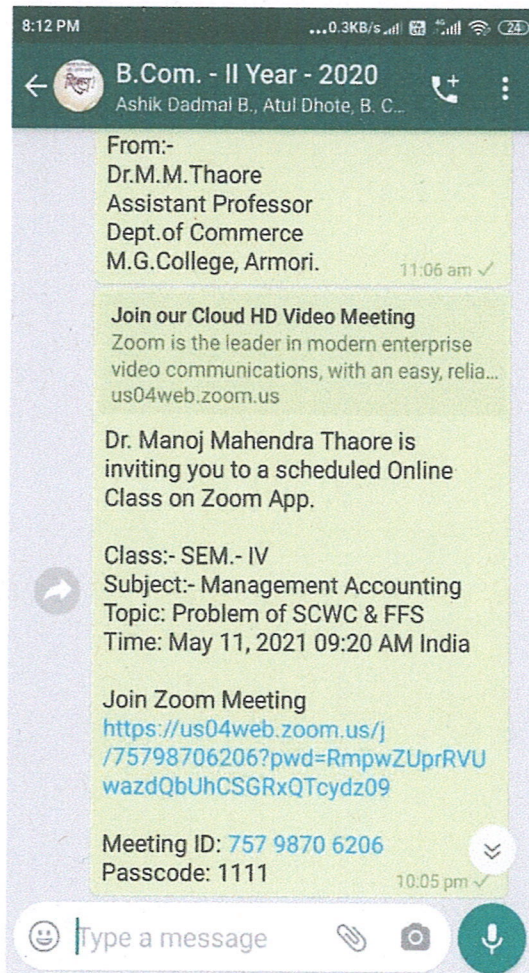 8:12 PM
...0.3KB/s 4G 24
B.Com. - II Year - 2020
Ashik Dadmal B., Atul Dhote, B. C...
From:-
Dr.M.M.Thaore
Assistant Professor
Dept.of Commerce
M.G.College, Armori.
11:06 am
Join our Cloud HD Video Meeting
Zoom is the leader in modern enterprise
video communications, with an easy, relia...
us04web.zoom.us
Dr. Manoj Mahendra Thaore is
inviting you to a scheduled Online
Class on Zoom App.
Class:- SEM.- IV
Subject:- Management Accounting
Topic: Problem of SCWC & FFS
Time: May 11, 2021 09:20 AM India
Join Zoom Meeting
https://us04web.zoom.us/j
/75798706206?pwd=RmpwZUprRVU
wazdQbUhCSGRxQTcydz09
Meeting ID: 757 9870 6206
Passcode: 1111
10:05 pm
Type a message